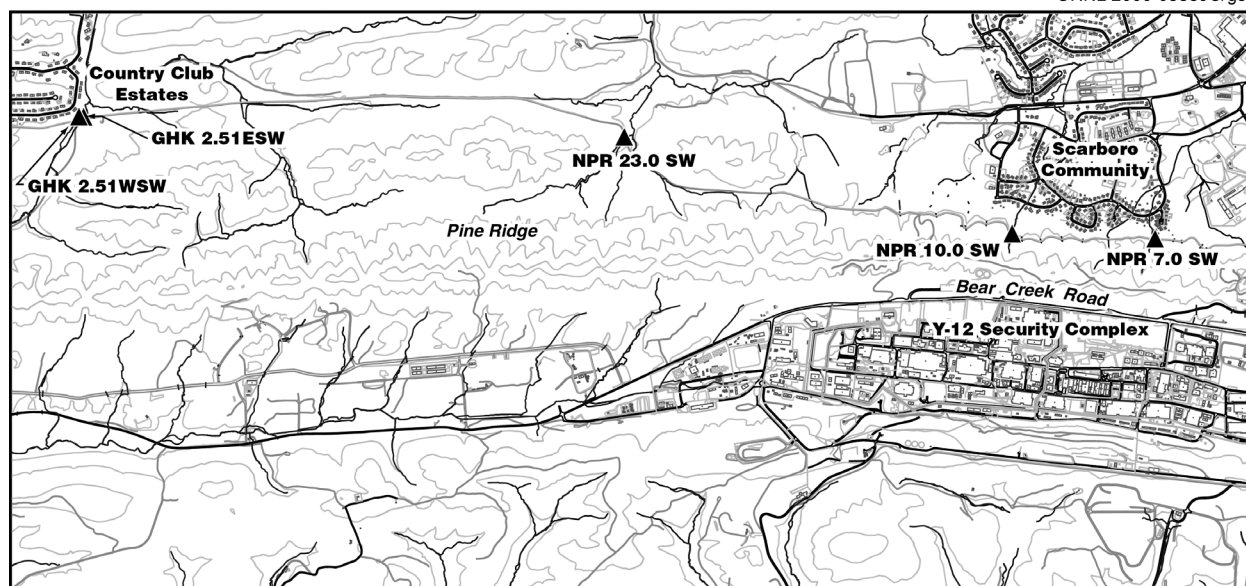 Country Club
Estates
GHK 2.51ESW
GHK 2.51WSW
NPR 23.0 SW
Scarboro
Community
Pine Ridge
NPR 10.0 SW
NPR 7.0 SW
Bear Creek Road
Y-12 Security Complex